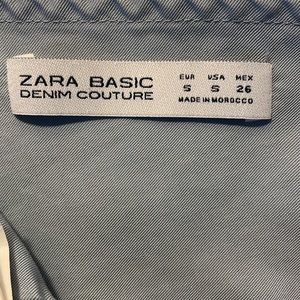 ZARA BASIC
DENIM COUTURE
EUR USA MEX
S S 26
MADE IN MOROCCO